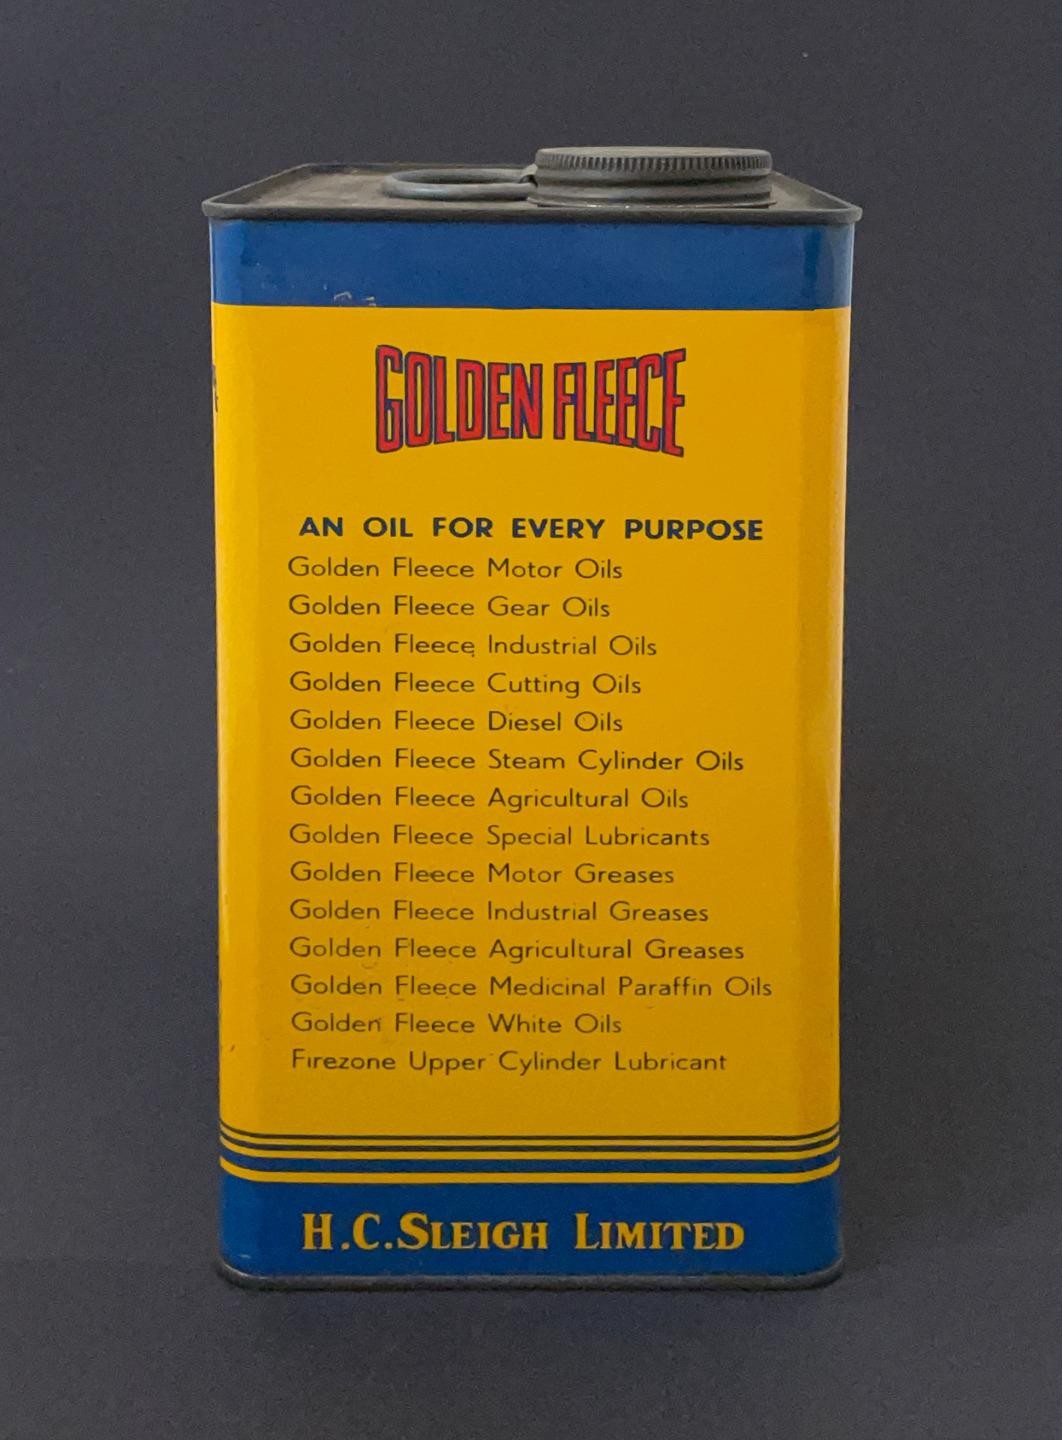 GOLDEN FLEECE
AN OIL FOR EVERY PURPOSE
Golden Fleece Motor Oils
Golden Fleece Gear Oils
Golden Fleece Industrial Oils
Golden Fleece Cutting Oils
Golden Fleece Diesel Oils
Golden Fleece Steam Cylinder Oils
Golden Fleece Agricultural Oils
Golden Fleece Special Lubricants
Golden Fleece Motor Greases
Golden Fleece Industrial Greases
Golden Fleece Agricultural Greases
Golden Fleece Medicinal Paraffin Oils
Golden Fleece White Oils
Firezone Upper Cylinder Lubricant
H.C.SLEIGH LIMITED